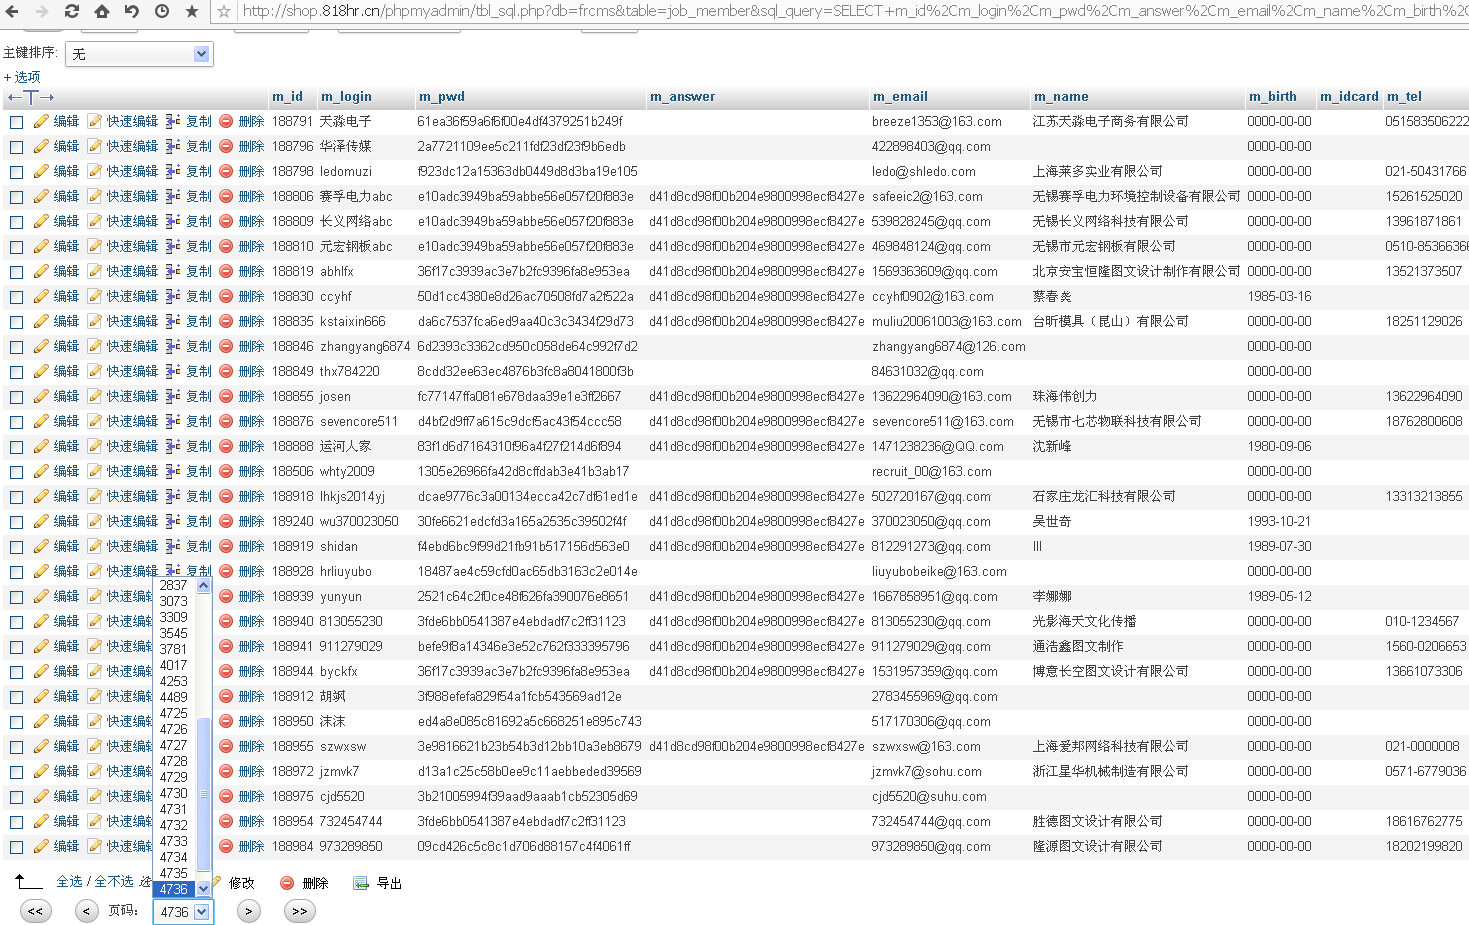 http://shop.818hr.cn/phpmyadmin/tbl_sql.php?db=frcms&table=job_member&sql_query=SELECT+m_id%2Cm_login%2Cm_pwd%2Cm_answer%2Cm_email%2Cm_name%2Cm_birth%2C
主键排序: 无
+ 选项
←T→ m_id m_login m_pwd m_answer m_email m_name m_birth m_idcard m_tel
编辑 快速编辑 复制 删除 188791 天淼电子 61ea36f59a6f6f00e4df4379251b249f breeze1353@163.com 江苏天淼电子商务有限公司 0000-00-00 051583506222
编辑 快速编辑 复制 删除 188796 华泽传媒 2a7721109ee5c211fdf23df23f9b6edb 422898403@qq.com 0000-00-00
编辑 快速编辑 复制 删除 188798 ledomuzi f923dc12a15363db0449d8d3ba19e105 ledo@shledo.com 上海莱多实业有限公司 0000-00-00 021-50431766
编辑 快速编辑 复制 删除 188806 赛孚电力abc e10adc3949ba59abbe56e057f20f883e d41d8cd98f00b204e9800998ecf8427e safeeic2@163.com 无锡赛孚电力环境控制设备有限公司 0000-00-00 15261525020
编辑 快速编辑 复制 删除 188809 长义网络abc e10adc3949ba59abbe56e057f20f883e d41d8cd98f00b204e9800998ecf8427e 539828245@qq.com 无锡长义网络科技有限公司 0000-00-00 13961871861
编辑 快速编辑 复制 删除 188810 元宏钢板abc e10adc3949ba59abbe56e057f20f883e d41d8cd98f00b204e9800998ecf8427e 469848124@qq.com 无锡市元宏钢板有限公司 0000-00-00 0510-8536636
编辑 快速编辑 复制 删除 188819 abhlfx 36f17c3939ac3e7b2fc9396fa8e953ea d41d8cd98f00b204e9800998ecf8427e 1569363609@qq.com 北京安宝恒隆图文设计制作有限公司 0000-00-00 13521373507
编辑 快速编辑 复制 删除 188830 ccyhf 50d1cc4380e8d26ac70508fd7a2f522a d41d8cd98f00b204e9800998ecf8427e ccyhf0902@163.com 蔡春 1985-03-16
编辑 快速编辑 复制 删除 188835 kstaixin666 da6c7537fca6ed9aa40c3c3434f29d73 d41d8cd98f00b204e9800998ecf8427e muliu20061003@163.com 台昕模具（昆山）有限公司 0000-00-00 18251129026
编辑 快速编辑 复制 删除 188846 zhangyang6874 6d2393c3362cd950c058de64c992f7d2 zhangyang6874@126.com 0000-00-00
编辑 快速编辑 复制 删除 188849 thx784220 8cdd32ee63ec4876b3fc8a8041800f3b 84631032@qq.com 0000-00-00
编辑 快速编辑 复制 删除 188855 josen fc77147ffa081e678daa39e1e3ff2667 d41d8cd98f00b204e9800998ecf8427e 13622964090@163.com 珠海伟创力 0000-00-00 13622964090
编辑 快速编辑 复制 删除 188876 sevencore511 d4bf2d9ff7a615c9dcf5ac43f54ccc58 d41d8cd98f00b204e9800998ecf8427e sevencore511@163.com 无锡市七芯物联科技有限公司 0000-00-00 18762800608
编辑 快速编辑 复制 删除 188888 运河人家 83f1d6d7164310f96a4f27f214d6f894 d41d8cd98f00b204e9800998ecf8427e 1471238236@QQ.com 沈新峰 1980-09-06
编辑 快速编辑 复制 删除 188506 whty2009 1305e26966fa42d8cffdab3e41b3ab17 recruit_00@163.com 0000-00-00
编辑 快速编辑 复制 删除 188918 lhkjs2014yj dcae9776c3a00134ecca42c7df61ed1e d41d8cd98f00b204e9800998ecf8427e 502720167@qq.com 石家庄龙汇科技有限公司 0000-00-00 13313213855
编辑 快速编辑 复制 删除 189240 wu370023050 30fe6621edcfd3a165a2535c39502f4f d41d8cd98f00b204e9800998ecf8427e 370023050@qq.com 吴世奇 1993-10-21
编辑 快速编辑 复制 删除 188919 shidan f4ebd6bc9f99d21fb91b517156d563e0 d41d8cd98f00b204e9800998ecf8427e 812291273@qq.com lll 1989-07-30
编辑 快速编辑 复制 删除 188928 hrliuyubo 18487ae4c59cfd0ac65db3163c2e014e liuyubobeike@163.com 0000-00-00
编辑 快速编辑 删除 188939 yunyun 2521c64c2f0ce48f626fa390076e8651 d41d8cd98f00b204e9800998ecf8427e 1667858951@qq.com 李娜娜 1989-05-12
编辑 快速编辑 删除 188940 813055230 3fde6bb0541387e4ebdadf7c2ff31123 d41d8cd98f00b204e9800998ecf8427e 813055230@qq.com 光影海天文化传播 0000-00-00 010-1234567
编辑 快速编辑 删除 188941 911279029 befe9f8a14346e3e52c762f333395796 d41d8cd98f00b204e9800998ecf8427e 911279029@qq.com 通浩鑫图文制作 0000-00-00 1560-0206653
编辑 快速编辑 删除 188944 byckfx 36f17c3939ac3e7b2fc9396fa8e953ea d41d8cd98f00b204e9800998ecf8427e 1531957359@qq.com 博意长空图文设计有限公司 0000-00-00 13661073306
编辑 快速编辑 删除 188912 胡 3f988efefa829f54a1fcb543569ad12e 2783455969@qq.com 0000-00-00
编辑 快速编辑 删除 188950 沫沫 ed4a8e085c81692a5c668251e895c743 517170306@qq.com 0000-00-00
编辑 快速编辑 删除 188955 szwxsw 3e9816621b23b54b3d12bb10a3eb8679 d41d8cd98f00b204e9800998ecf8427e szwxsw@163.com 上海爱邦网络科技有限公司 0000-00-00 021-0000008
编辑 快速编辑 删除 188972 jzmvk7 d13a1c25c58b0ee9c11aebbeded39569 jzmvk7@sohu.com 浙江星华机械制造有限公司 0000-00-00 0571-6779036
编辑 快速编辑 删除 188975 cjd5520 3b21005994f39aad9aaab1cb52305d69 cjd5520@suhu.com 0000-00-00
编辑 快速编辑 删除 188954 732454744 3fde6bb0541387e4ebdadf7c2ff31123 732454744@qq.com 胜德图文设计有限公司 0000-00-00 18616762775
编辑 快速编辑 删除 188984 973289850 09cd426c5c8c1d706d88157c4f4061ff 973289850@qq.com 隆源图文设计有限公司 0000-00-00 18202199820
2837
3073
3309
3545
3781
4017
4253
4489
4725
4726
4727
4728
4729
4730
4731
4732
4733
4734
4735
4736
全选 / 全不选 修改 删除 导出
<< < 页码: 4736 > >>